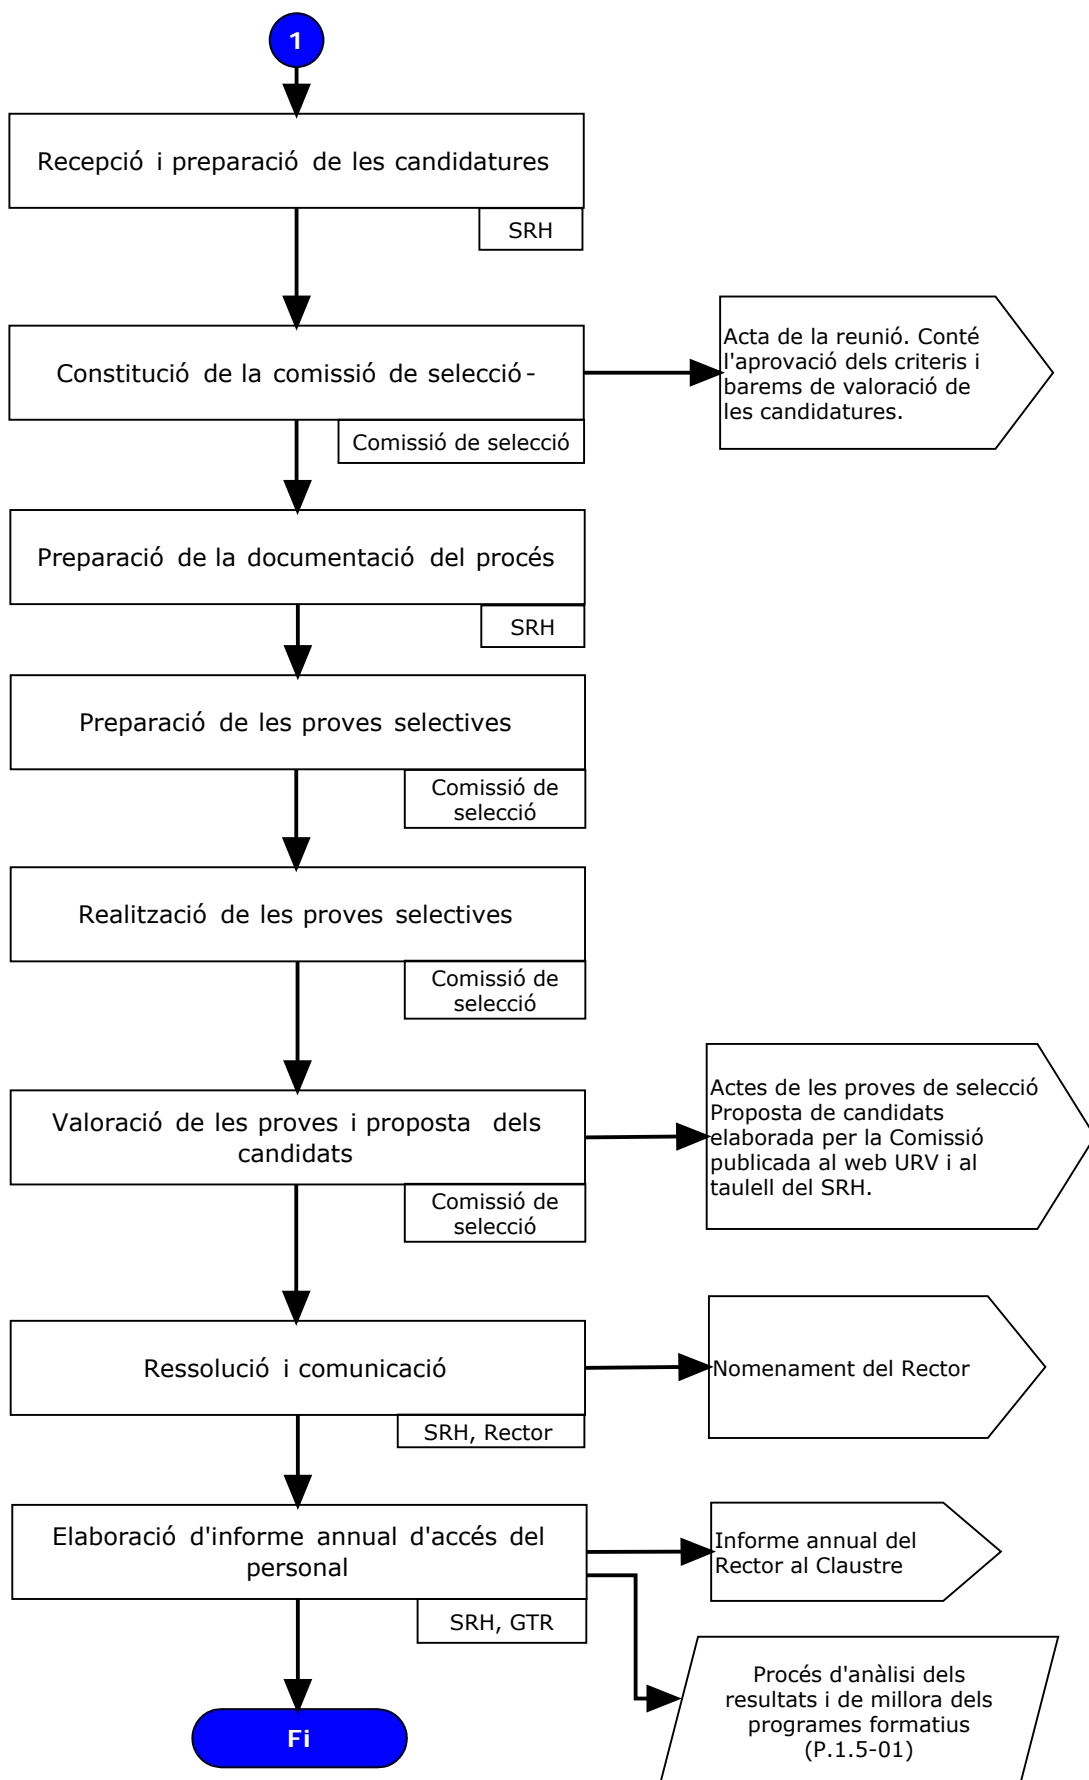 1
Recepció i preparació de les candidatures
SRH
Constitució de la comissió de selecció-
Comissió de selecció
Acta de la reunió. Conté
l'aprovació dels criteris i
barems de valoració de
les candidatures.
Preparació de la documentació del procés
SRH
Preparació de les proves selectives
Comissió de
selecció
Realització de les proves selectives
Comissió de
selecció
Valoració de les proves i proposta dels
candidats
Comissió de
selecció
Actes de les proves de selecció
Proposta de candidats
elaborada per la Comissió
publicada al web URV i al
taulell del SRH.
Ressolució i comunicació
SRH, Rector
Nomenament del Rector
Elaboració d'informe annual d'accés del
personal
SRH, GTR
Informe annual del
Rector al Claustre
Procés d'anàlisi dels
resultats i de millora dels
programes formatius
(P.1.5-01)
Fi